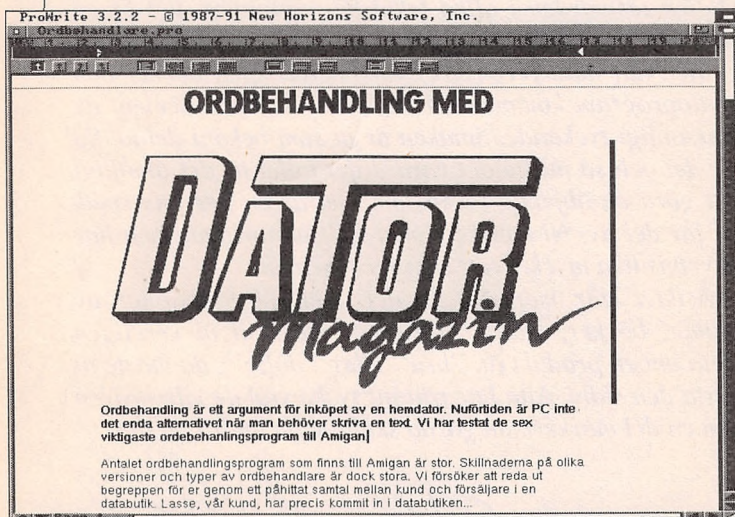 ProWrite 3.2.2 - © 1987-91 New Horizons Software, Inc.
Ordbehandlare.pro
ORDBEHANDLING MED
DATOR
Magazin
Ordbehandling är ett argument för inköpet av en hemdator. Nuförtiden är PC inte
det enda alternativet när man behöver skriva en text. Vi har testat de sex
viktigaste ordebehanlingsprogram till Amigan
Antalet ordbehandlingsprogram som finns till Amigan är stor. Skillnaderna på olika
versioner och typer av ordbehandlare är dock stora. Vi försöker att reda ut
begreppen för er genom ett påhittat samtal mellan kund och försäljare i en
databutik. Lasse, vår kund, har precis kommit in i databutiken...